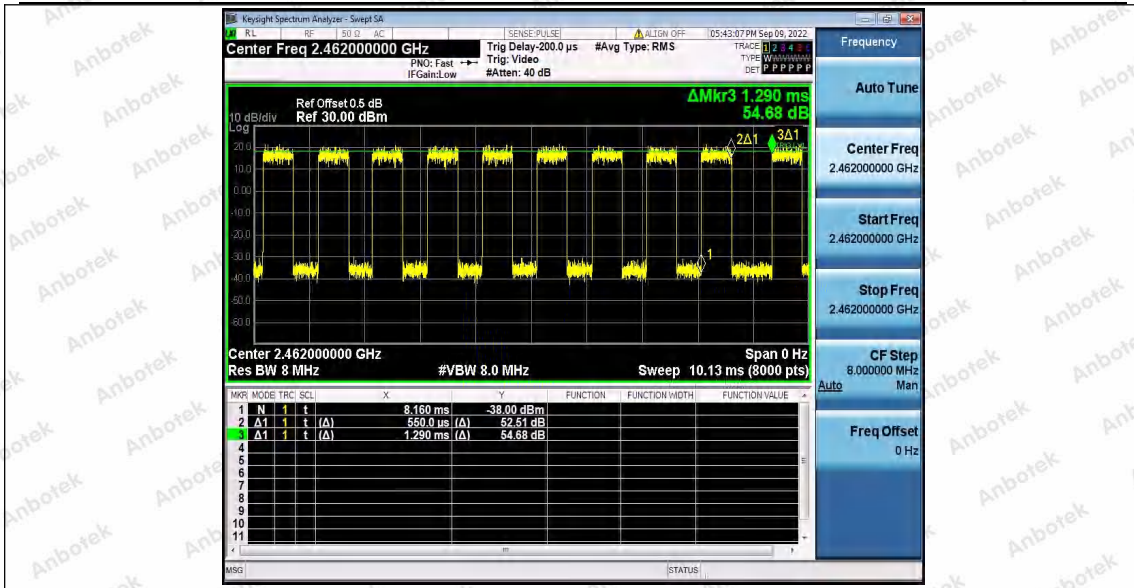 Keysight Spectrum Analyzer - Swept SA
RL RF 50 Ω AC SENSE:PULSE ALIGN OFF 05:43:07 PM Sep 09, 2022
Center Freq 2.462000000 GHz
PNO: Fast
IFGain:Low
Trig Delay-200.0 µs
Trig: Video
#Atten: 40 dB
#Avg Type: RMS
TRACE 1 2 3 4 5 6
TYPE WWWWWW
DET P P P P P P
Ref Offset 0.5 dB
10 dB/div Ref 30.00 dBm
Log
ΔMkr3 1.290 ms
54.68 dB
20.0
10.0
0.00
-10.0
-20.0
-30.0
-40.0
-50.0
-60.0
2Δ1
3Δ1
1
Center 2.462000000 GHz Span 0 Hz
Res BW 8 MHz #VBW 8.0 MHz Sweep 10.13 ms (8000 pts)
MKR MODE TRC SCL X Y FUNCTION FUNCTION WIDTH FUNCTION VALUE
1 N 1 t 8.160 ms -38.00 dBm
2 Δ1 1 t (Δ) 550.0 µs (Δ) 52.51 dB
3 Δ1 1 t (Δ) 1.290 ms (Δ) 54.68 dB
4
5
6
7
8
9
10
11
MSG STATUS
Frequency
Auto Tune
Center Freq
2.462000000 GHz
Start Freq
2.462000000 GHz
Stop Freq
2.462000000 GHz
CF Step
8.000000 MHz
Auto Man
Freq Offset
0 Hz
Anbotek